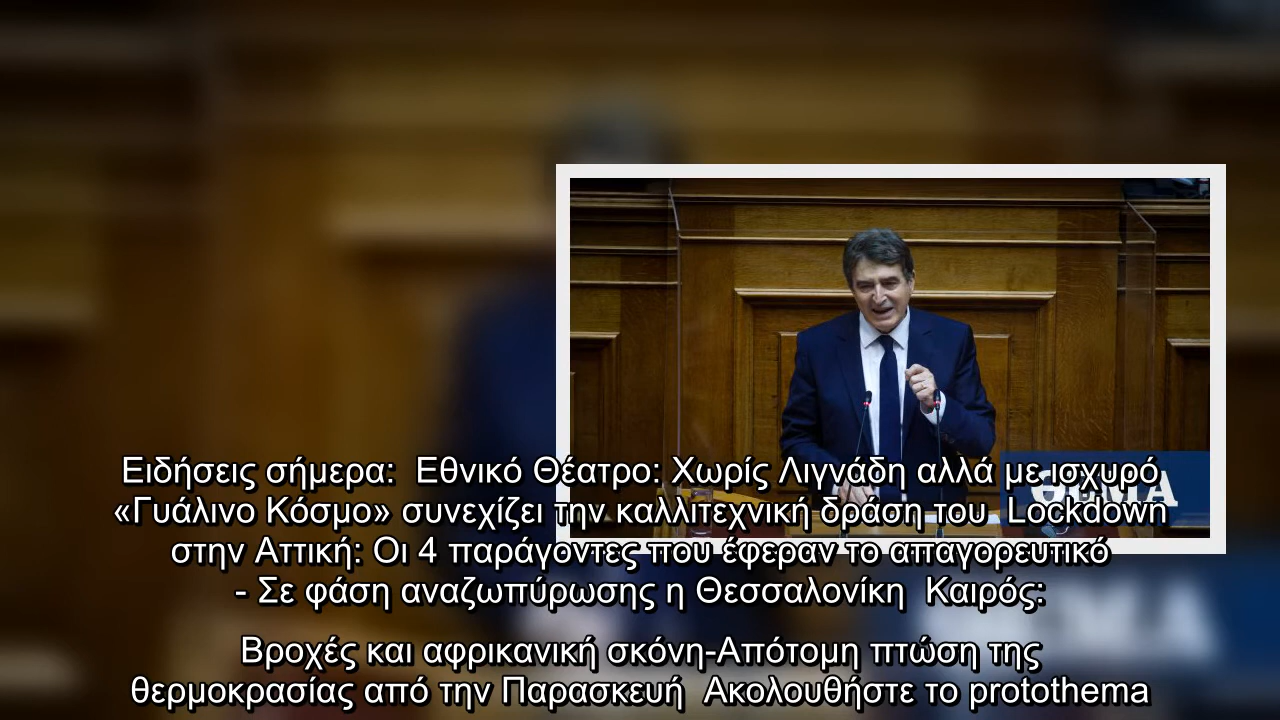 Ειδήσεις σήμερα:  Εθνικό Θέατρο: Χωρίς Λιγνάδη αλλά με ισχυρό
«Γυάλινο Κόσμο» συνεχίζει την καλλιτεχνική δράση του  Lockdown
στην Αττική: Οι 4 παράγοντες που έφεραν το απαγορευτικό
- Σε φάση αναζωπύρωσης η Θεσσαλονίκη  Καιρός:
Βροχές και αφρικανική σκόνη-Απότομη πτώση της
θερμοκρασίας από την Παρασκευή  Ακολουθήστε το protothema
ΘΕΜΑ